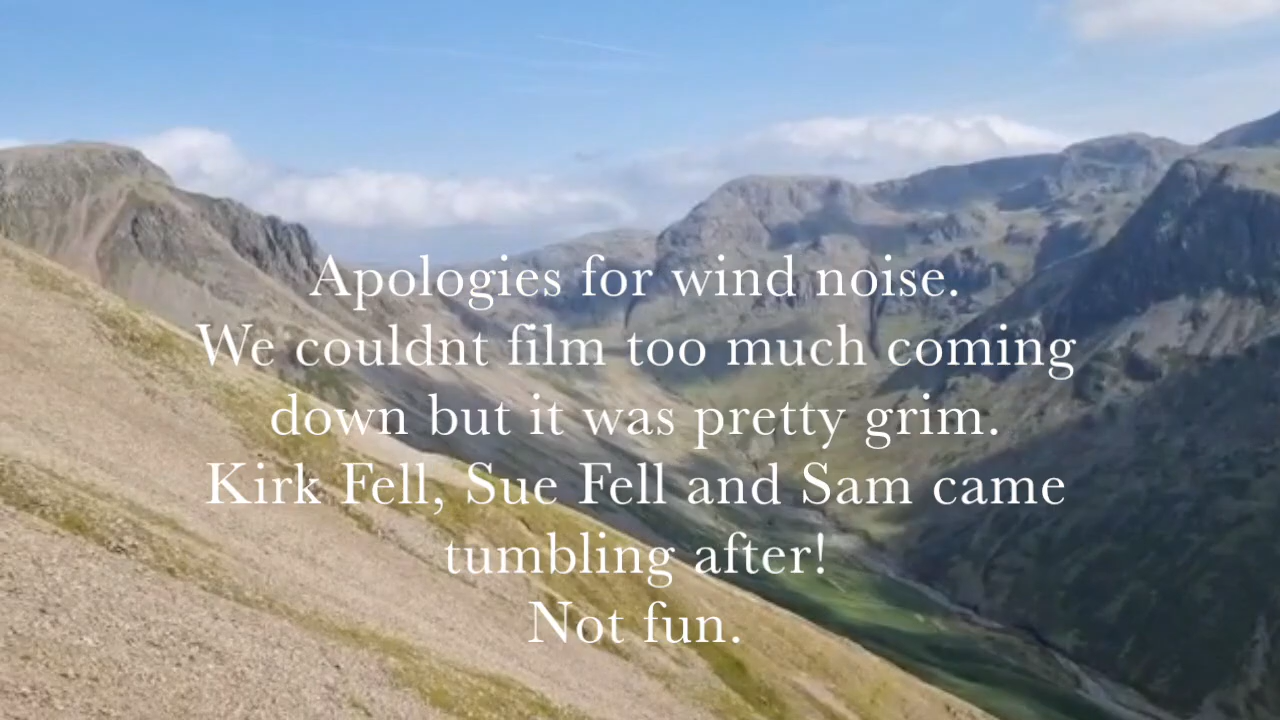 Apologies for wind noise.
We couldnt film too much coming
down but it was pretty grim.
Kirk Fell, Sue Fell and Sam came
tumbling after!
Not fun.